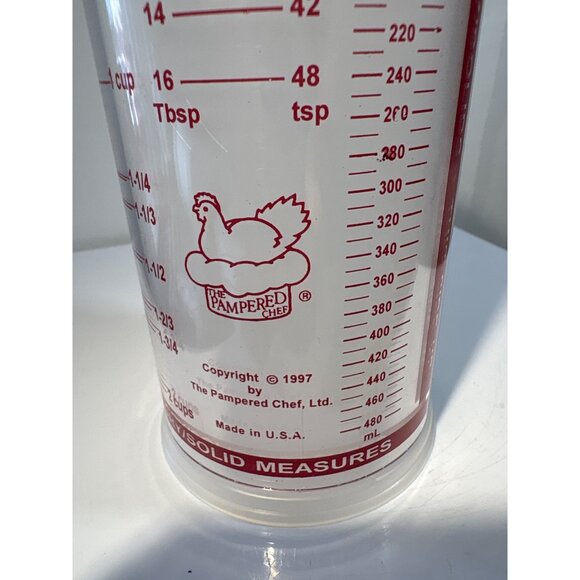 14 42
16 48
Tbsp tsp
1 cup
1-1/4
1-1/3
1-1/2
1-2/3
1-3/4
2 cups
220
240
260
280
300
320
340
360
380
400
420
440
460
480
mL
THE
PAMPERED
CHEF
®
Copyright © 1997
by
The Pampered Chef, Ltd.
Made in U.S.A.
/SOLID MEASURES